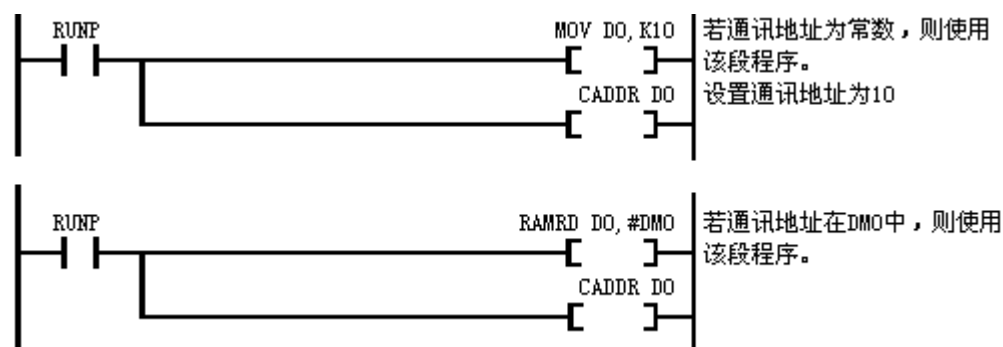 RUNP
MOV D0,K10
若通讯地址为常数，则使用
该段程序。
CADDR D0
设置通讯地址为10
RUNP
RAMRD D0,#DM0
若通讯地址在DM0中，则使用
该段程序。
CADDR D0